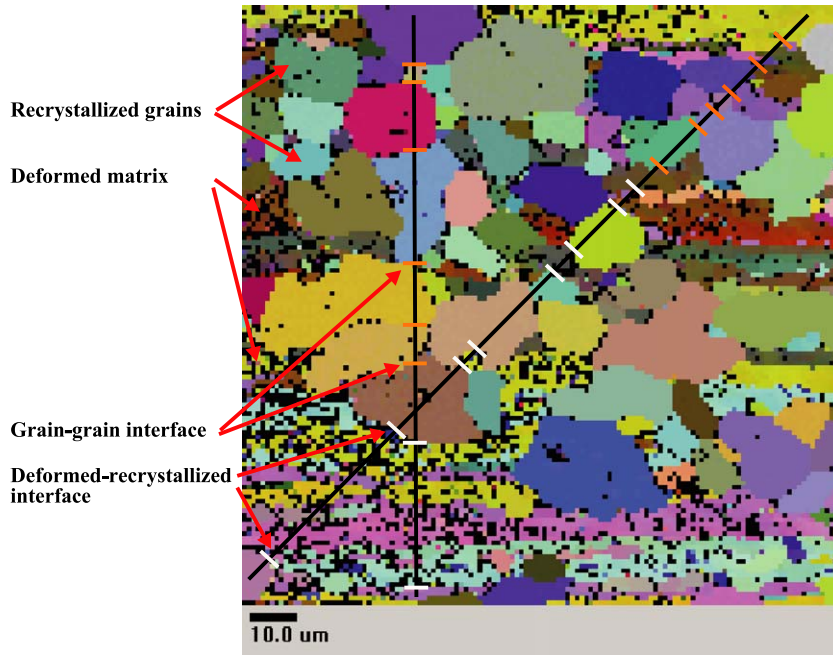 Recrystallized grains
Deformed matrix
Grain-grain interface
Deformed-recrystallized
interface
10.0 um